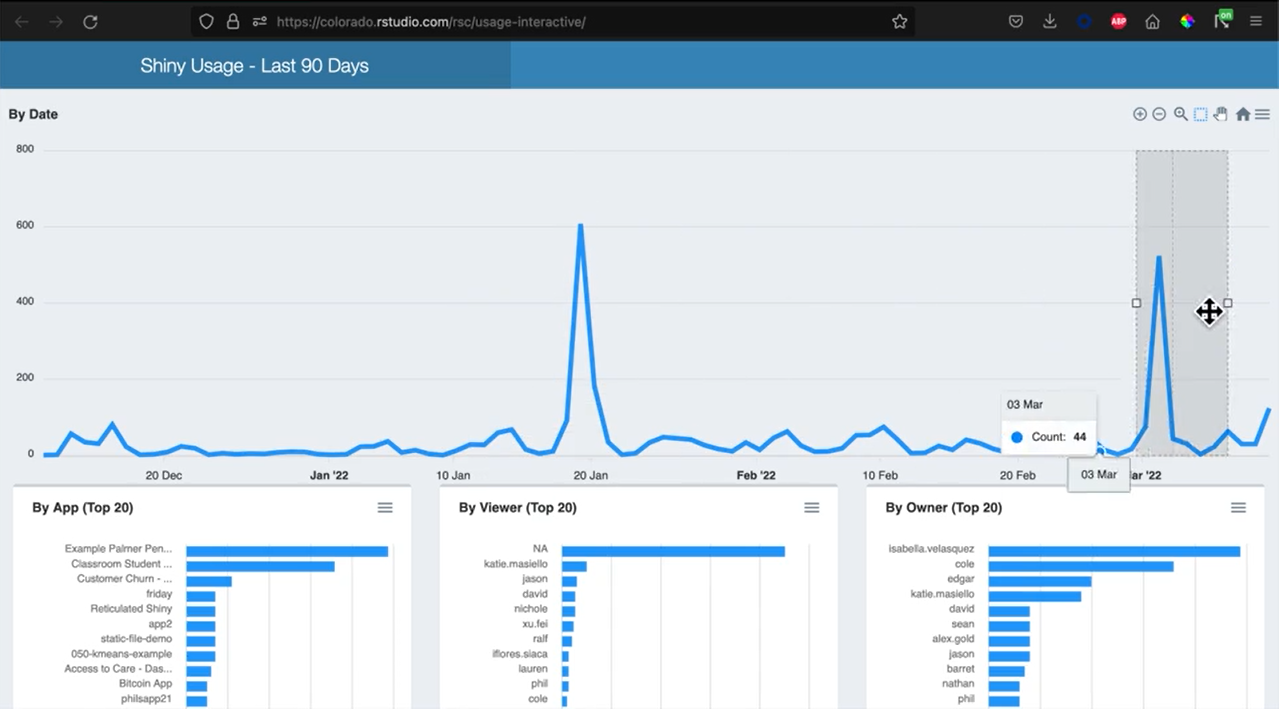 https://colorado.rstudio.com/rsc/usage-interactive/
ABP
on
Shiny Usage - Last 90 Days
By Date
800
600
400
200
0
03 Mar
Count: 44
20 Dec
Jan '22
10 Jan
20 Jan
Feb '22
10 Feb
20 Feb
03 Mar
ar '22
By App (Top 20)
Example Palmer Pen...
Classroom Student ...
Customer Churn - ...
friday
Reticulated Shiny
app2
static-file-demo
050-kmeans-example
Access to Care - Das...
Bitcoin App
philsapp21
By Viewer (Top 20)
NA
katie.masiello
jason
david
nichole
xu.fei
ralf
iflores.siaca
lauren
phil
cole
By Owner (Top 20)
isabella.velasquez
cole
edgar
katie.masiello
david
sean
alex.gold
jason
barret
nathan
phil